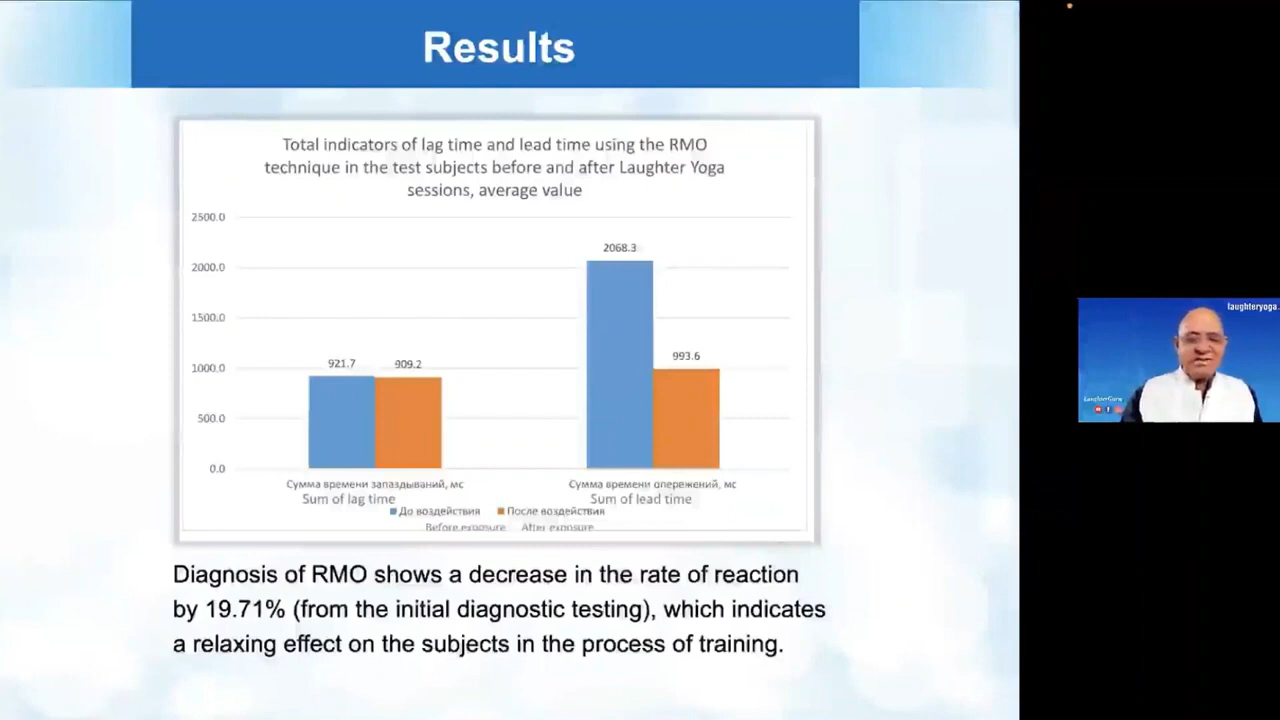 Results
Total indicators of lag time and lead time using the RMO
technique in the test subjects before and after Laughter Yoga
sessions, average value
2500.0
2000.0
1500.0
1000.0
500.0
0.0
921.7
909.2
2068.3
993.6
Сумма времени запаздываний, мс
Сумма времени опережений, мс
Sum of lag time
Sum of lead time
До воздействия
После воздействия
Before exposure
After exposure
Diagnosis of RMO shows a decrease in the rate of reaction
by 19.71% (from the initial diagnostic testing), which indicates
a relaxing effect on the subjects in the process of training.
laughteryoga.
LaughterGuru